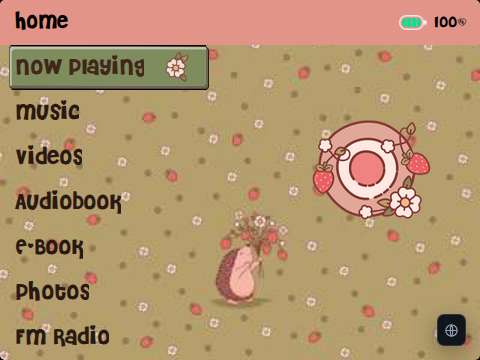 Home
100%
Now Playing
Music
Videos
Audiobook
E-Book
Photos
FM Radio